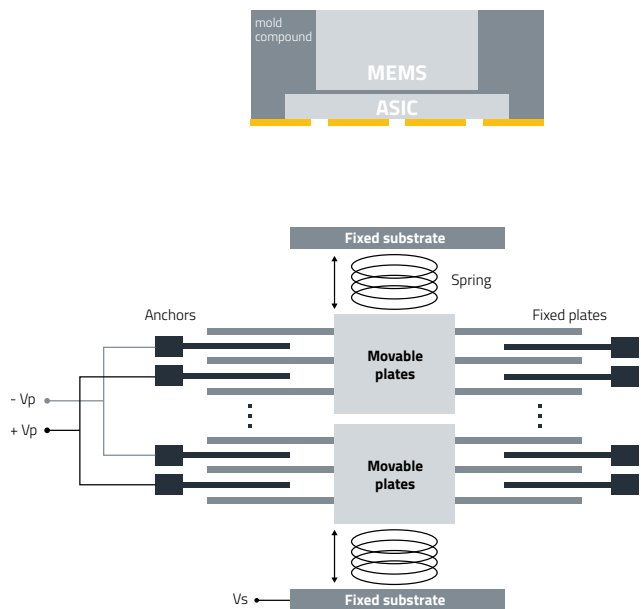 mold
compound
MEMS
ASIC
Fixed substrate
Spring
Anchors
Fixed plates
Movable
plates
- Vp
+ Vp
Movable
plates
Vs
Fixed substrate